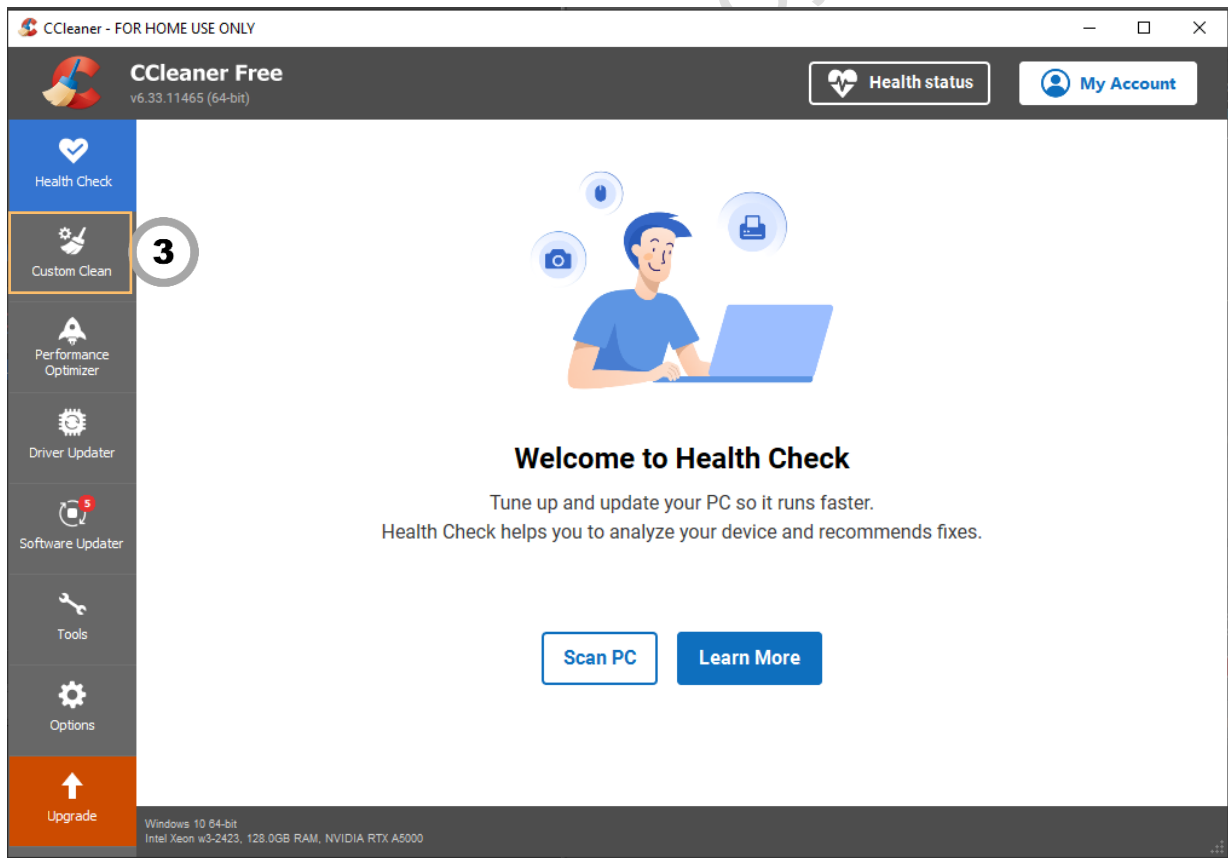 CCleaner - FOR HOME USE ONLY
CCleaner Free
v6.33.11465 (64-bit)
Health status
My Account
Health Check
Custom Clean
3
Performance
Optimizer
Driver Updater
5
Software Updater
Tools
Options
Upgrade
Welcome to Health Check
Tune up and update your PC so it runs faster.
Health Check helps you to analyze your device and recommends fixes.
Scan PC
Learn More
Windows 10 64-bit
Intel Xeon w3-2423, 128.0GB RAM, NVIDIA RTX A5000